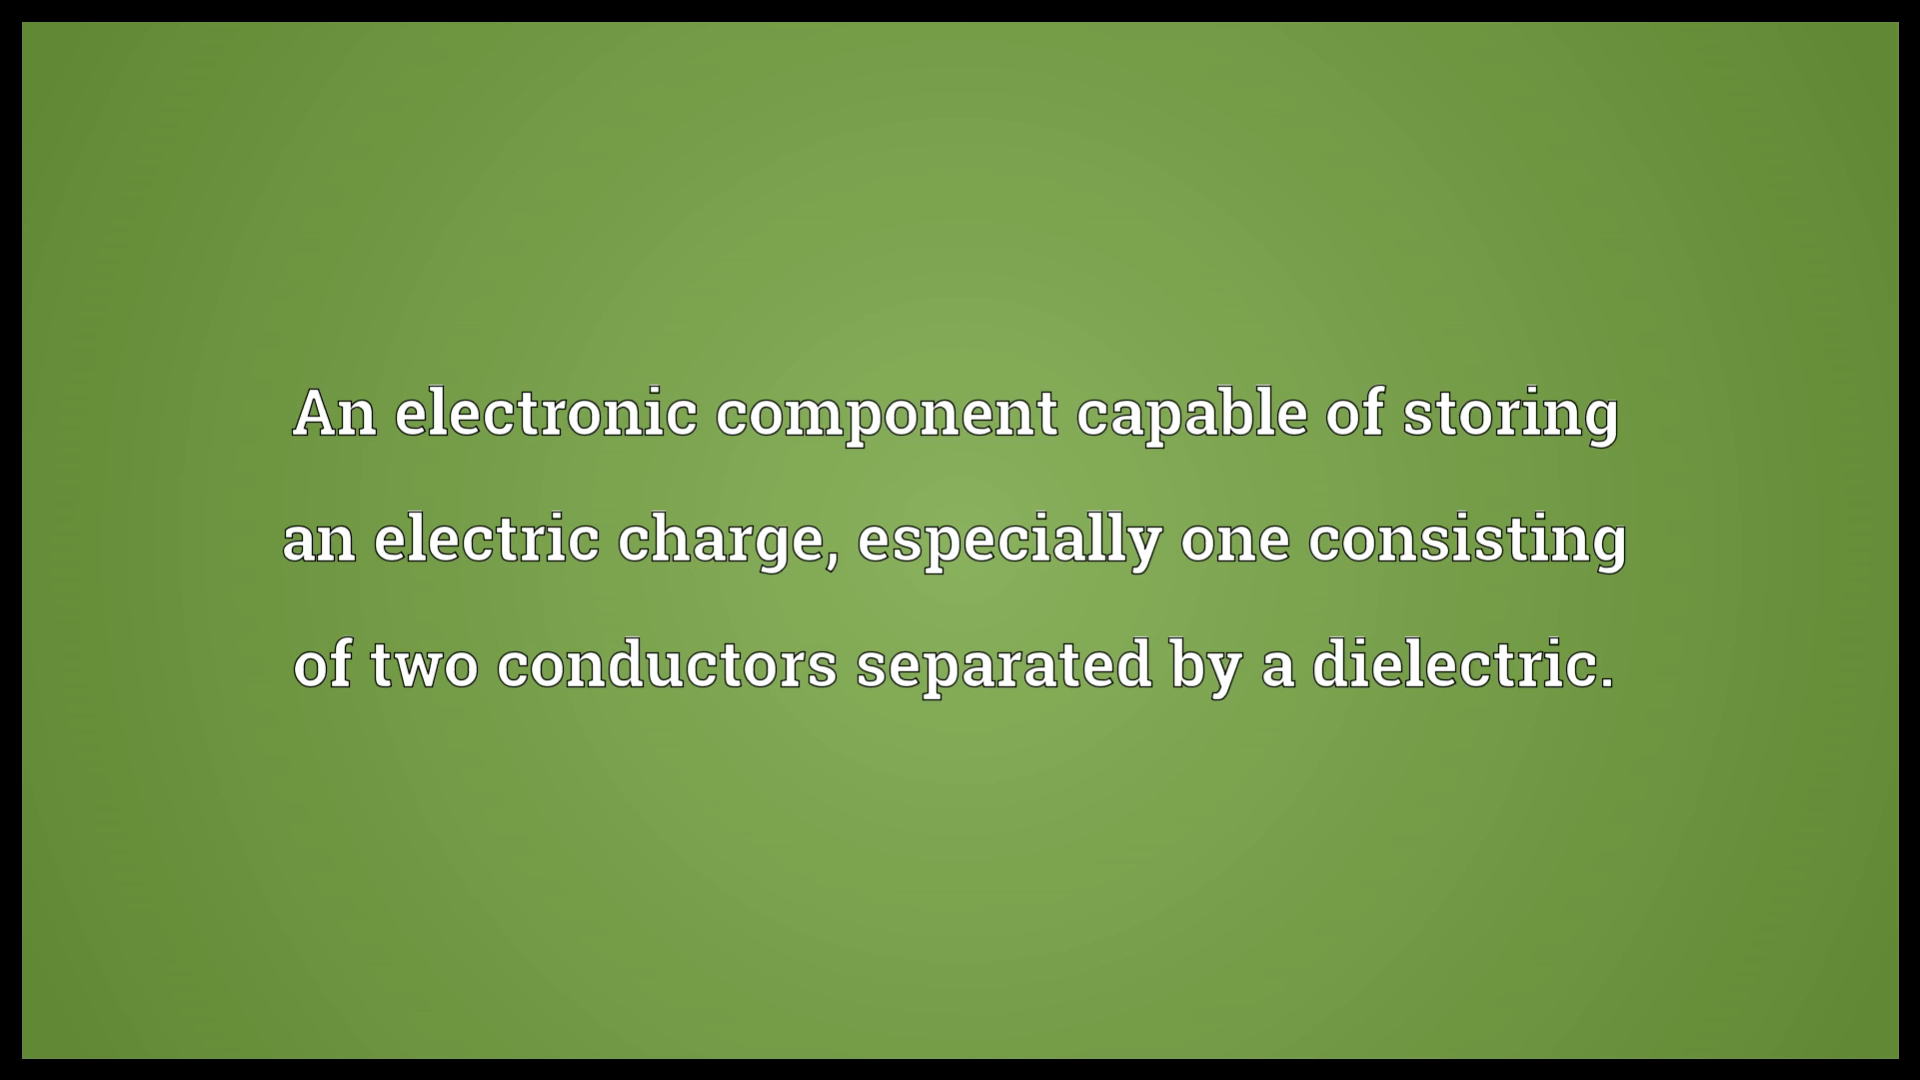 An electronic component capable of storing
an electric charge, especially one consisting
of two conductors separated by a dielectric.